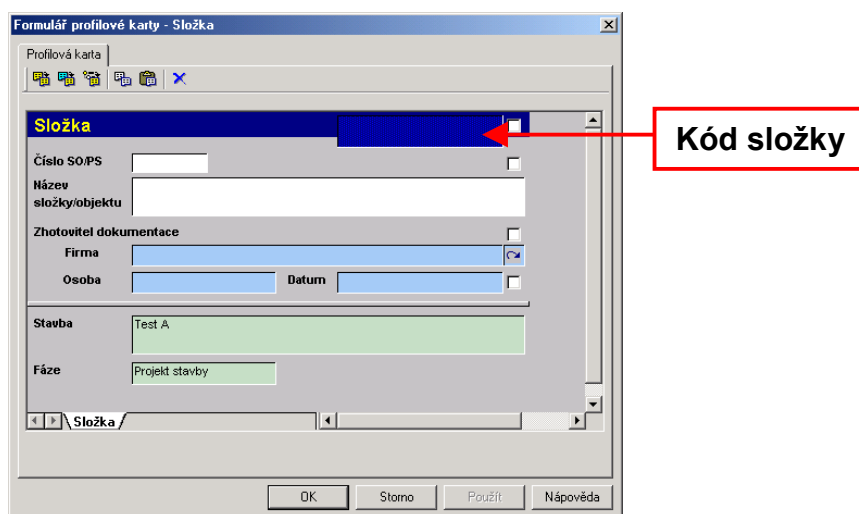 Formulář profilové karty - Složka
Profilová karta
Složka
Kód složky
Číslo SO/PS
Název
složky/objektu
Zhotovitel dokumentace
Firma
Osoba Datum
Stavba Test A
Fáze Projekt stavby
Složka
OK Storno Použít Nápověda